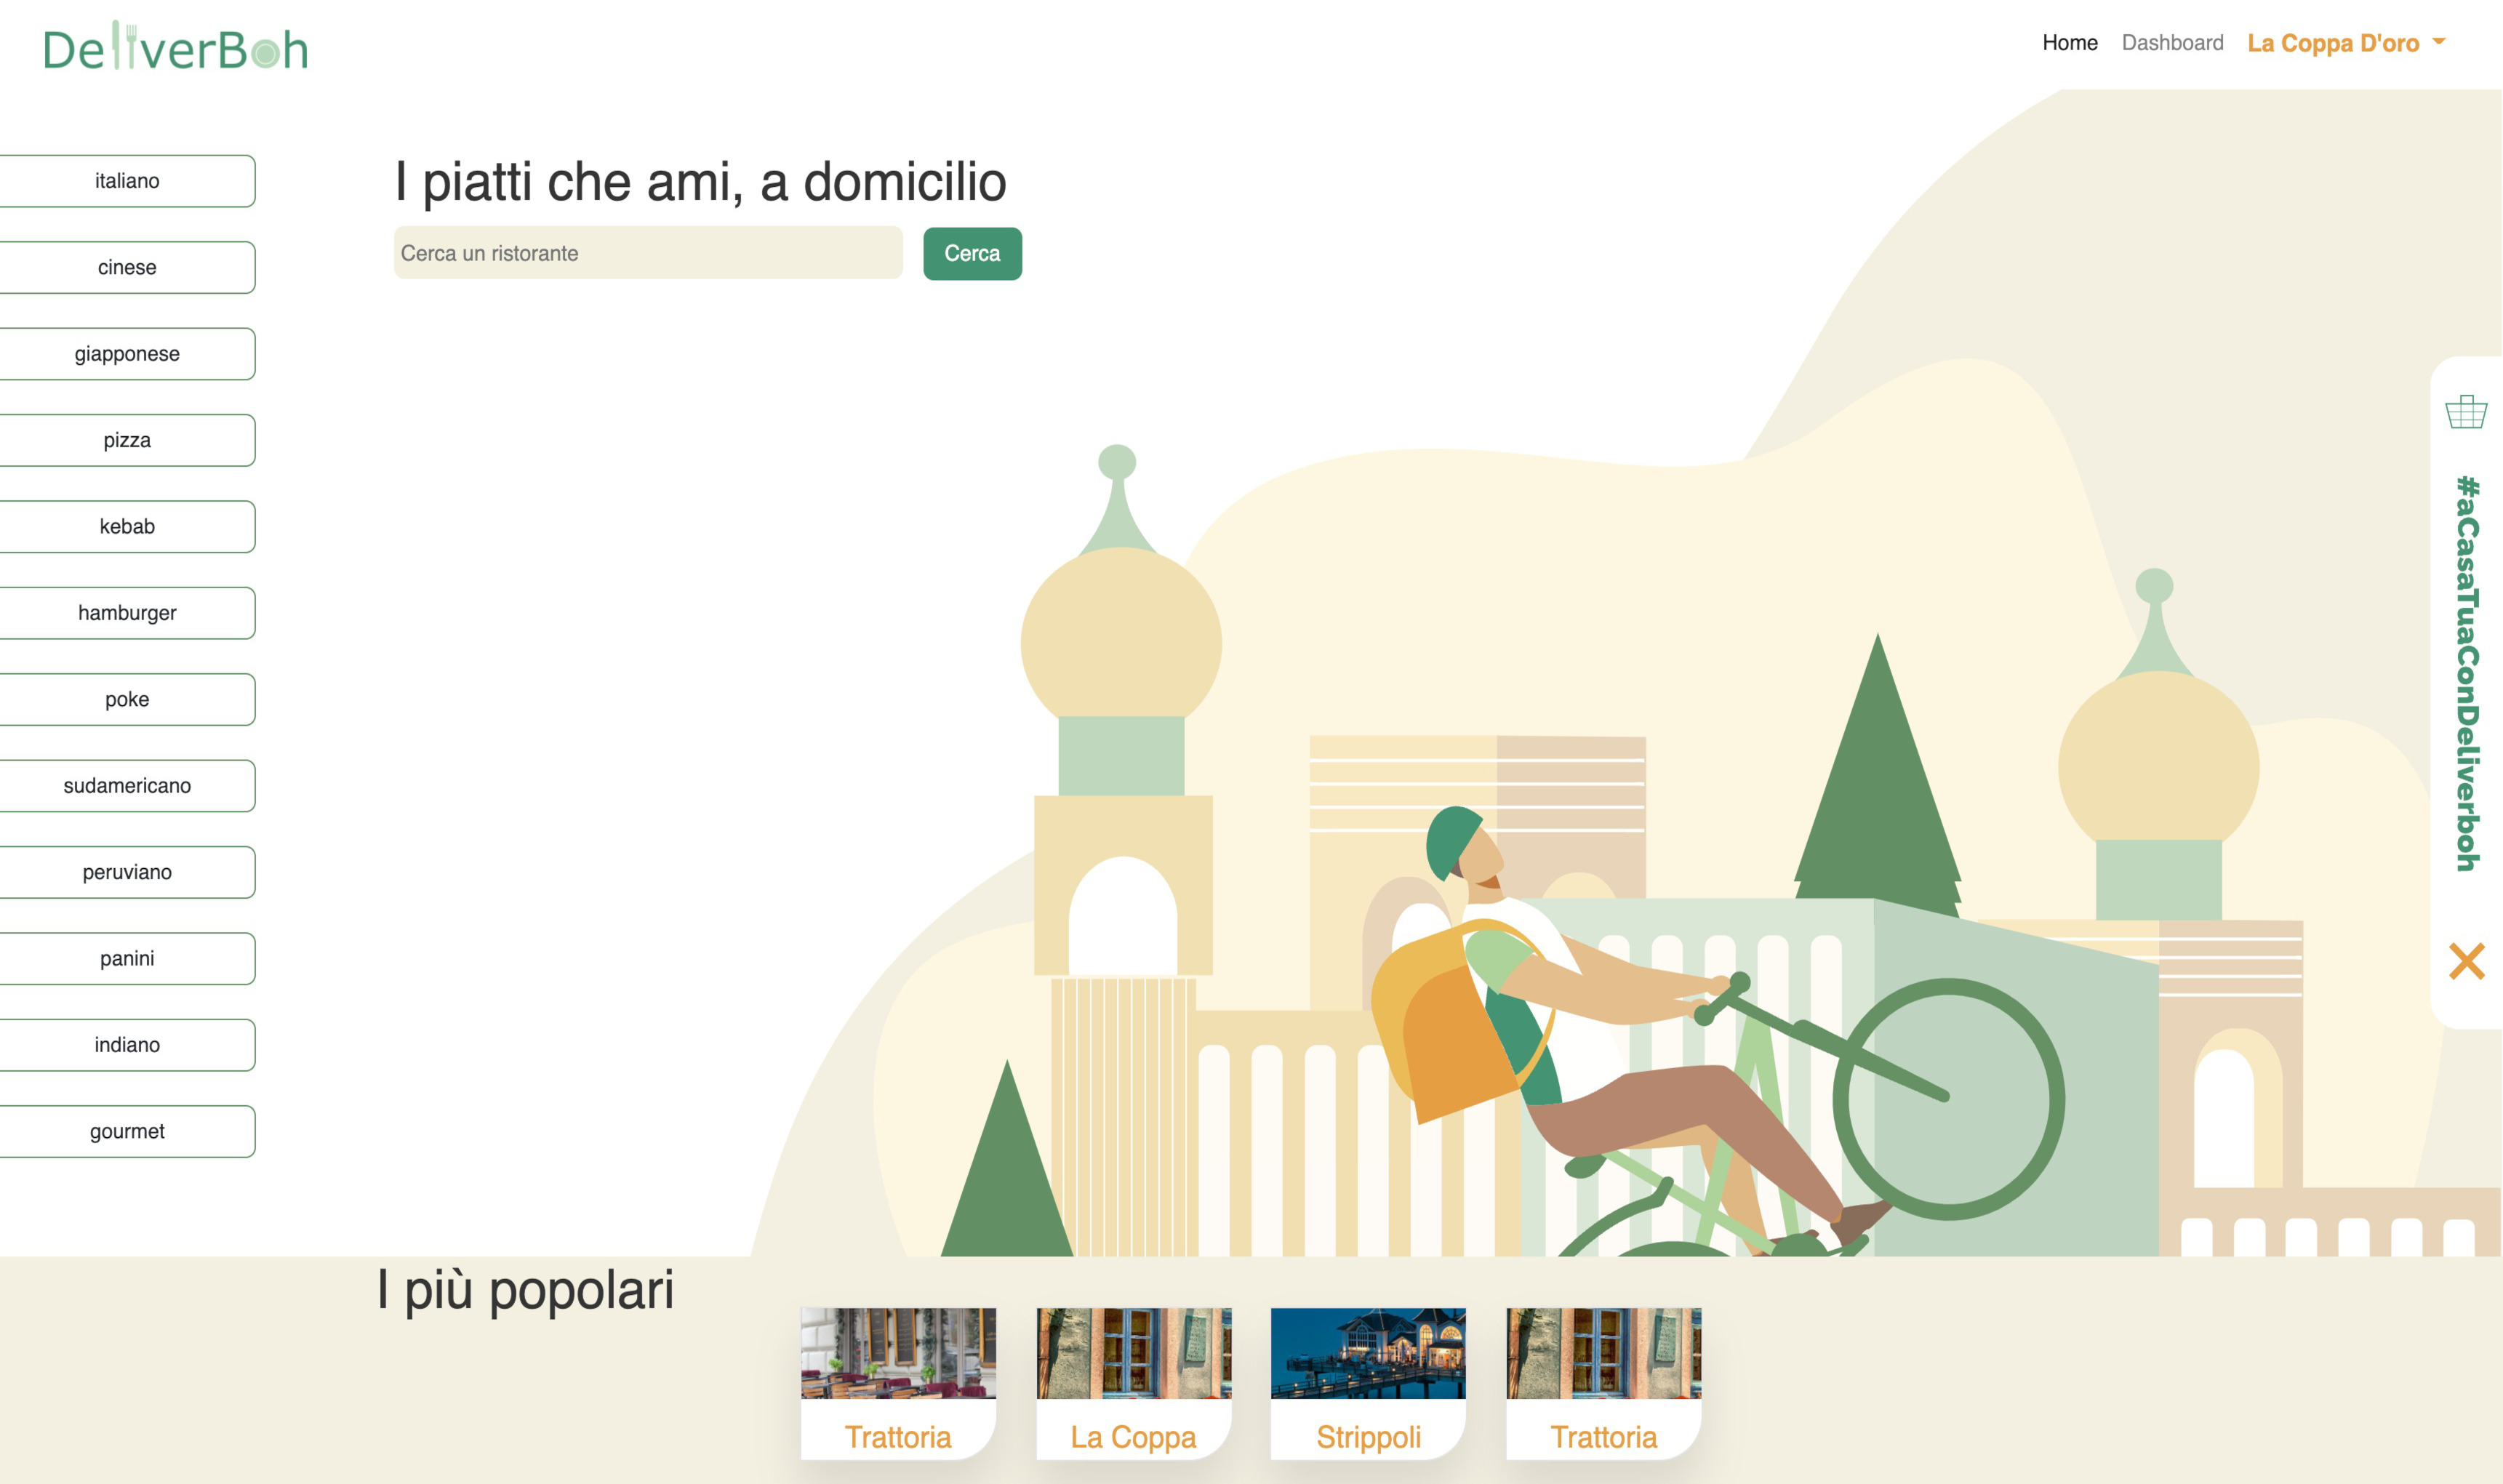 DeliverBoh
Home Dashboard La Coppa D'oro
italiano
cinese
giapponese
pizza
kebab
hamburger
poke
sudamericano
peruviano
panini
indiano
gourmet
I piatti che ami, a domicilio
Cerca un ristorante Cerca
#aCasaTuaConDeliverboh
I più popolari
Trattoria
La Coppa
Strippoli
Trattoria